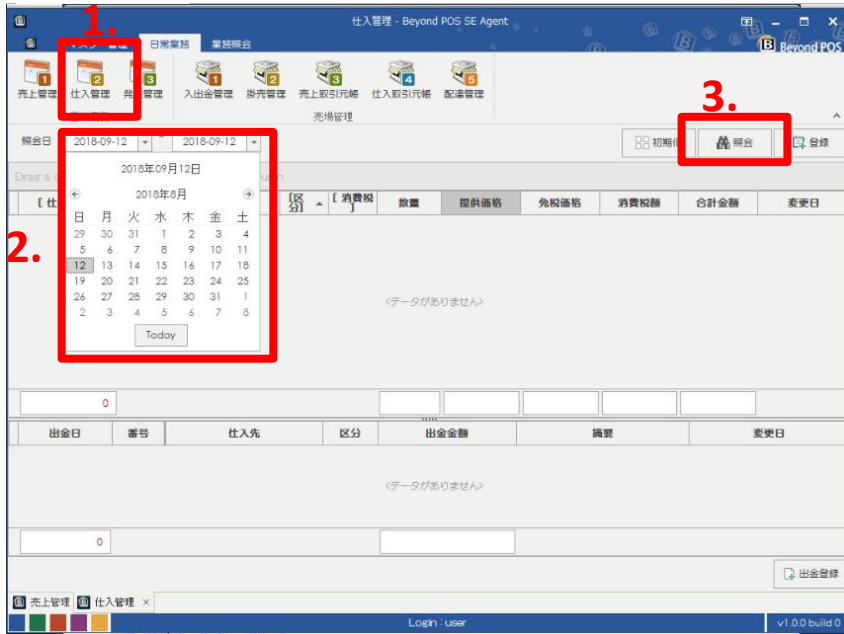 1.
仕入管理 - Beyond POS SE Agent
日常業務 業務照会
Beyond POS
売上管理 仕入管理 管理 入出金管理 掛売管理 売上取引元帳 仕入取引元帳 配達管理
売場管理
3.
照会日 2018-09-12 ~ 2018-09-12
初期 照会 登録
2018年09月12日
2018年8月
日 月 火 水 木 金 土
29 30 31 1 2 3 4
5 6 7 8 9 10 11
12 13 14 15 16 17 18
19 20 21 22 23 24 25
26 27 28 29 30 31 1
2 3 4 5 6 7 8
Today
2.
[ 仕 [区分] [ 消費税 ] 数量 提供価格 免税価格 消費税額 合計金額 変更日
<データがありません>
0
出金日 番号 仕入先 区分 出金金額 摘要 変更日
<データがありません>
0
出金登録
売上管理 仕入管理 ×
Login : user
v1.0.0 build 0